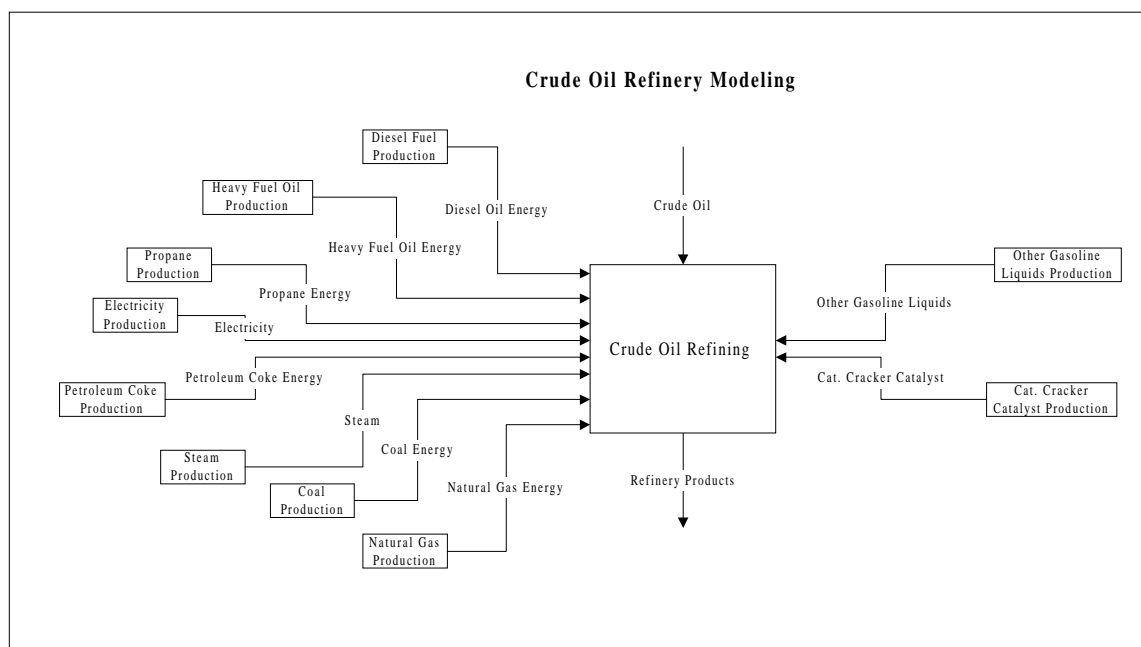 Crude Oil Refinery Modeling
Diesel Fuel
Production
Heavy Fuel Oil
Production
Diesel Oil Energy
Crude Oil
Heavy Fuel Oil Energy
Propane
Production
Other Gasoline
Liquids Production
Propane Energy
Electricity
Production
Other Gasoline Liquids
Electricity
Crude Oil Refining
Petroleum Coke Energy
Cat. Cracker Catalyst
Petroleum Coke
Production
Cat. Cracker
Catalyst Production
Steam
Coal Energy
Steam
Production
Refinery Products
Natural Gas Energy
Coal
Production
Natural Gas
Production